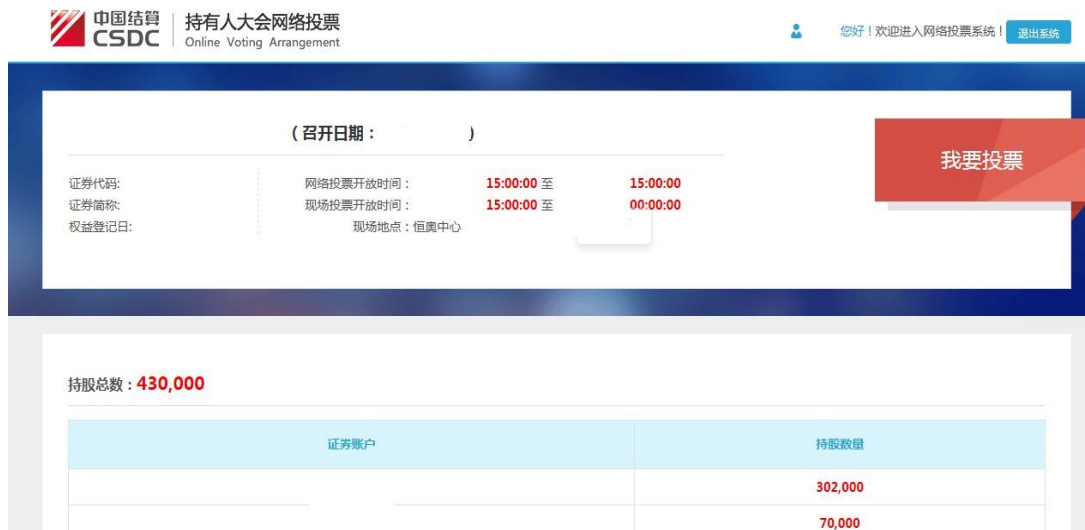 中国结算
CSDC
持有人大会网络投票
Online Voting Arrangement
您好！欢迎进入网络投票系统！
退出系统
（召开日期： ）
我要投票
证券代码:
网络投票开放时间： 15:00:00 至 15:00:00
证券简称:
现场投票开放时间： 15:00:00 至 00:00:00
权益登记日:
现场地点：恒奥中心
持股总数：430,000
证券账户 持股数量
302,000
70,000